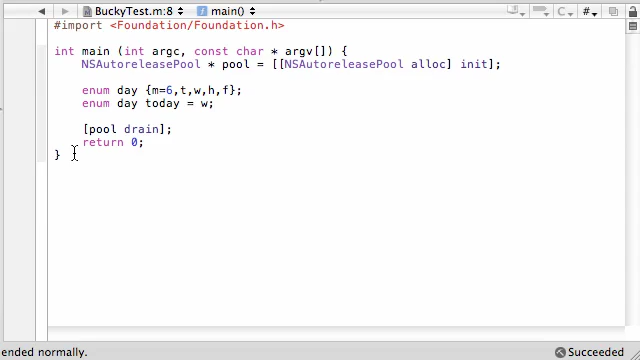 BuckyTest.m:8 main() C #
#import <Foundation/Foundation.h>
int main (int argc, const char * argv[]) {
NSAutoreleasePool * pool = [[NSAutoreleasePool alloc] init];
enum day {m=6,t,w,h,f};
enum day today = w;
[pool drain];
return 0;
}
ended normally. Succeeded